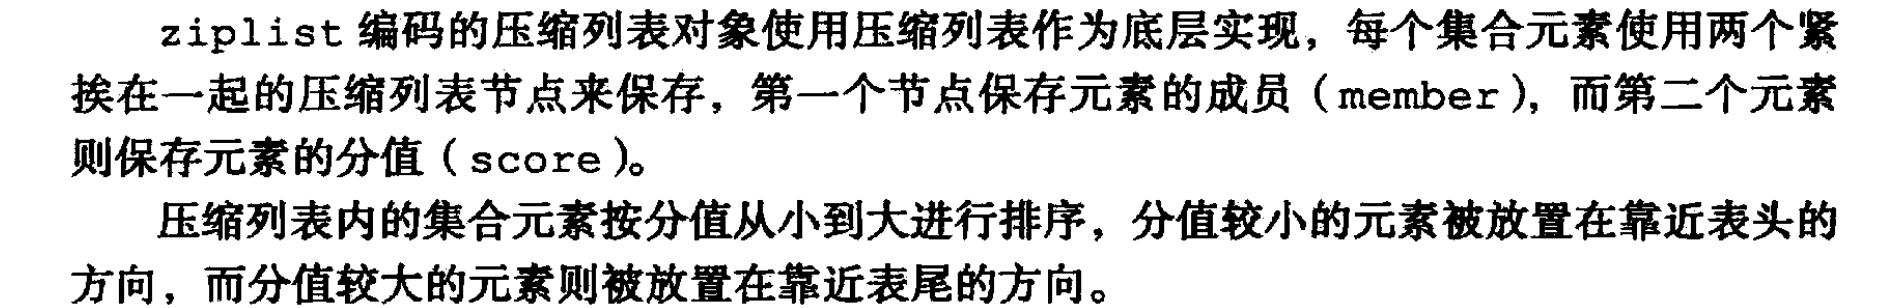 ziplist 编码的压缩列表对象使用压缩列表作为底层实现，每个集合元素使用两个紧
挨在一起的压缩列表节点来保存，第一个节点保存元素的成员（member），而第二个元素
则保存元素的分值（score）。
压缩列表内的集合元素按分值从小到大进行排序，分值较小的元素被放置在靠近表头的
方向，而分值较大的元素则被放置在靠近表尾的方向。